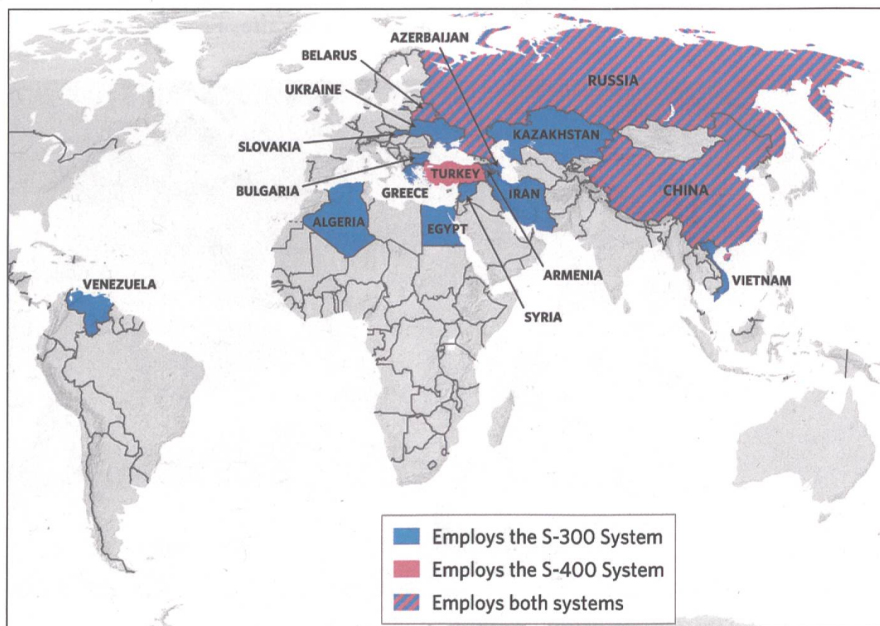 AZERBAIJAN
BELARUS
RUSSIA
UKRAINE
KAZAKHSTAN
SLOVAKIA
TURKEY
CHINA
BULGARIA
GREECE
IRAN
ALGERIA
EGYPT
ARMENIA
VENEZUELA
VIETNAM
SYRIA
Employs the S-300 System
Employs the S-400 System
Employs both systems